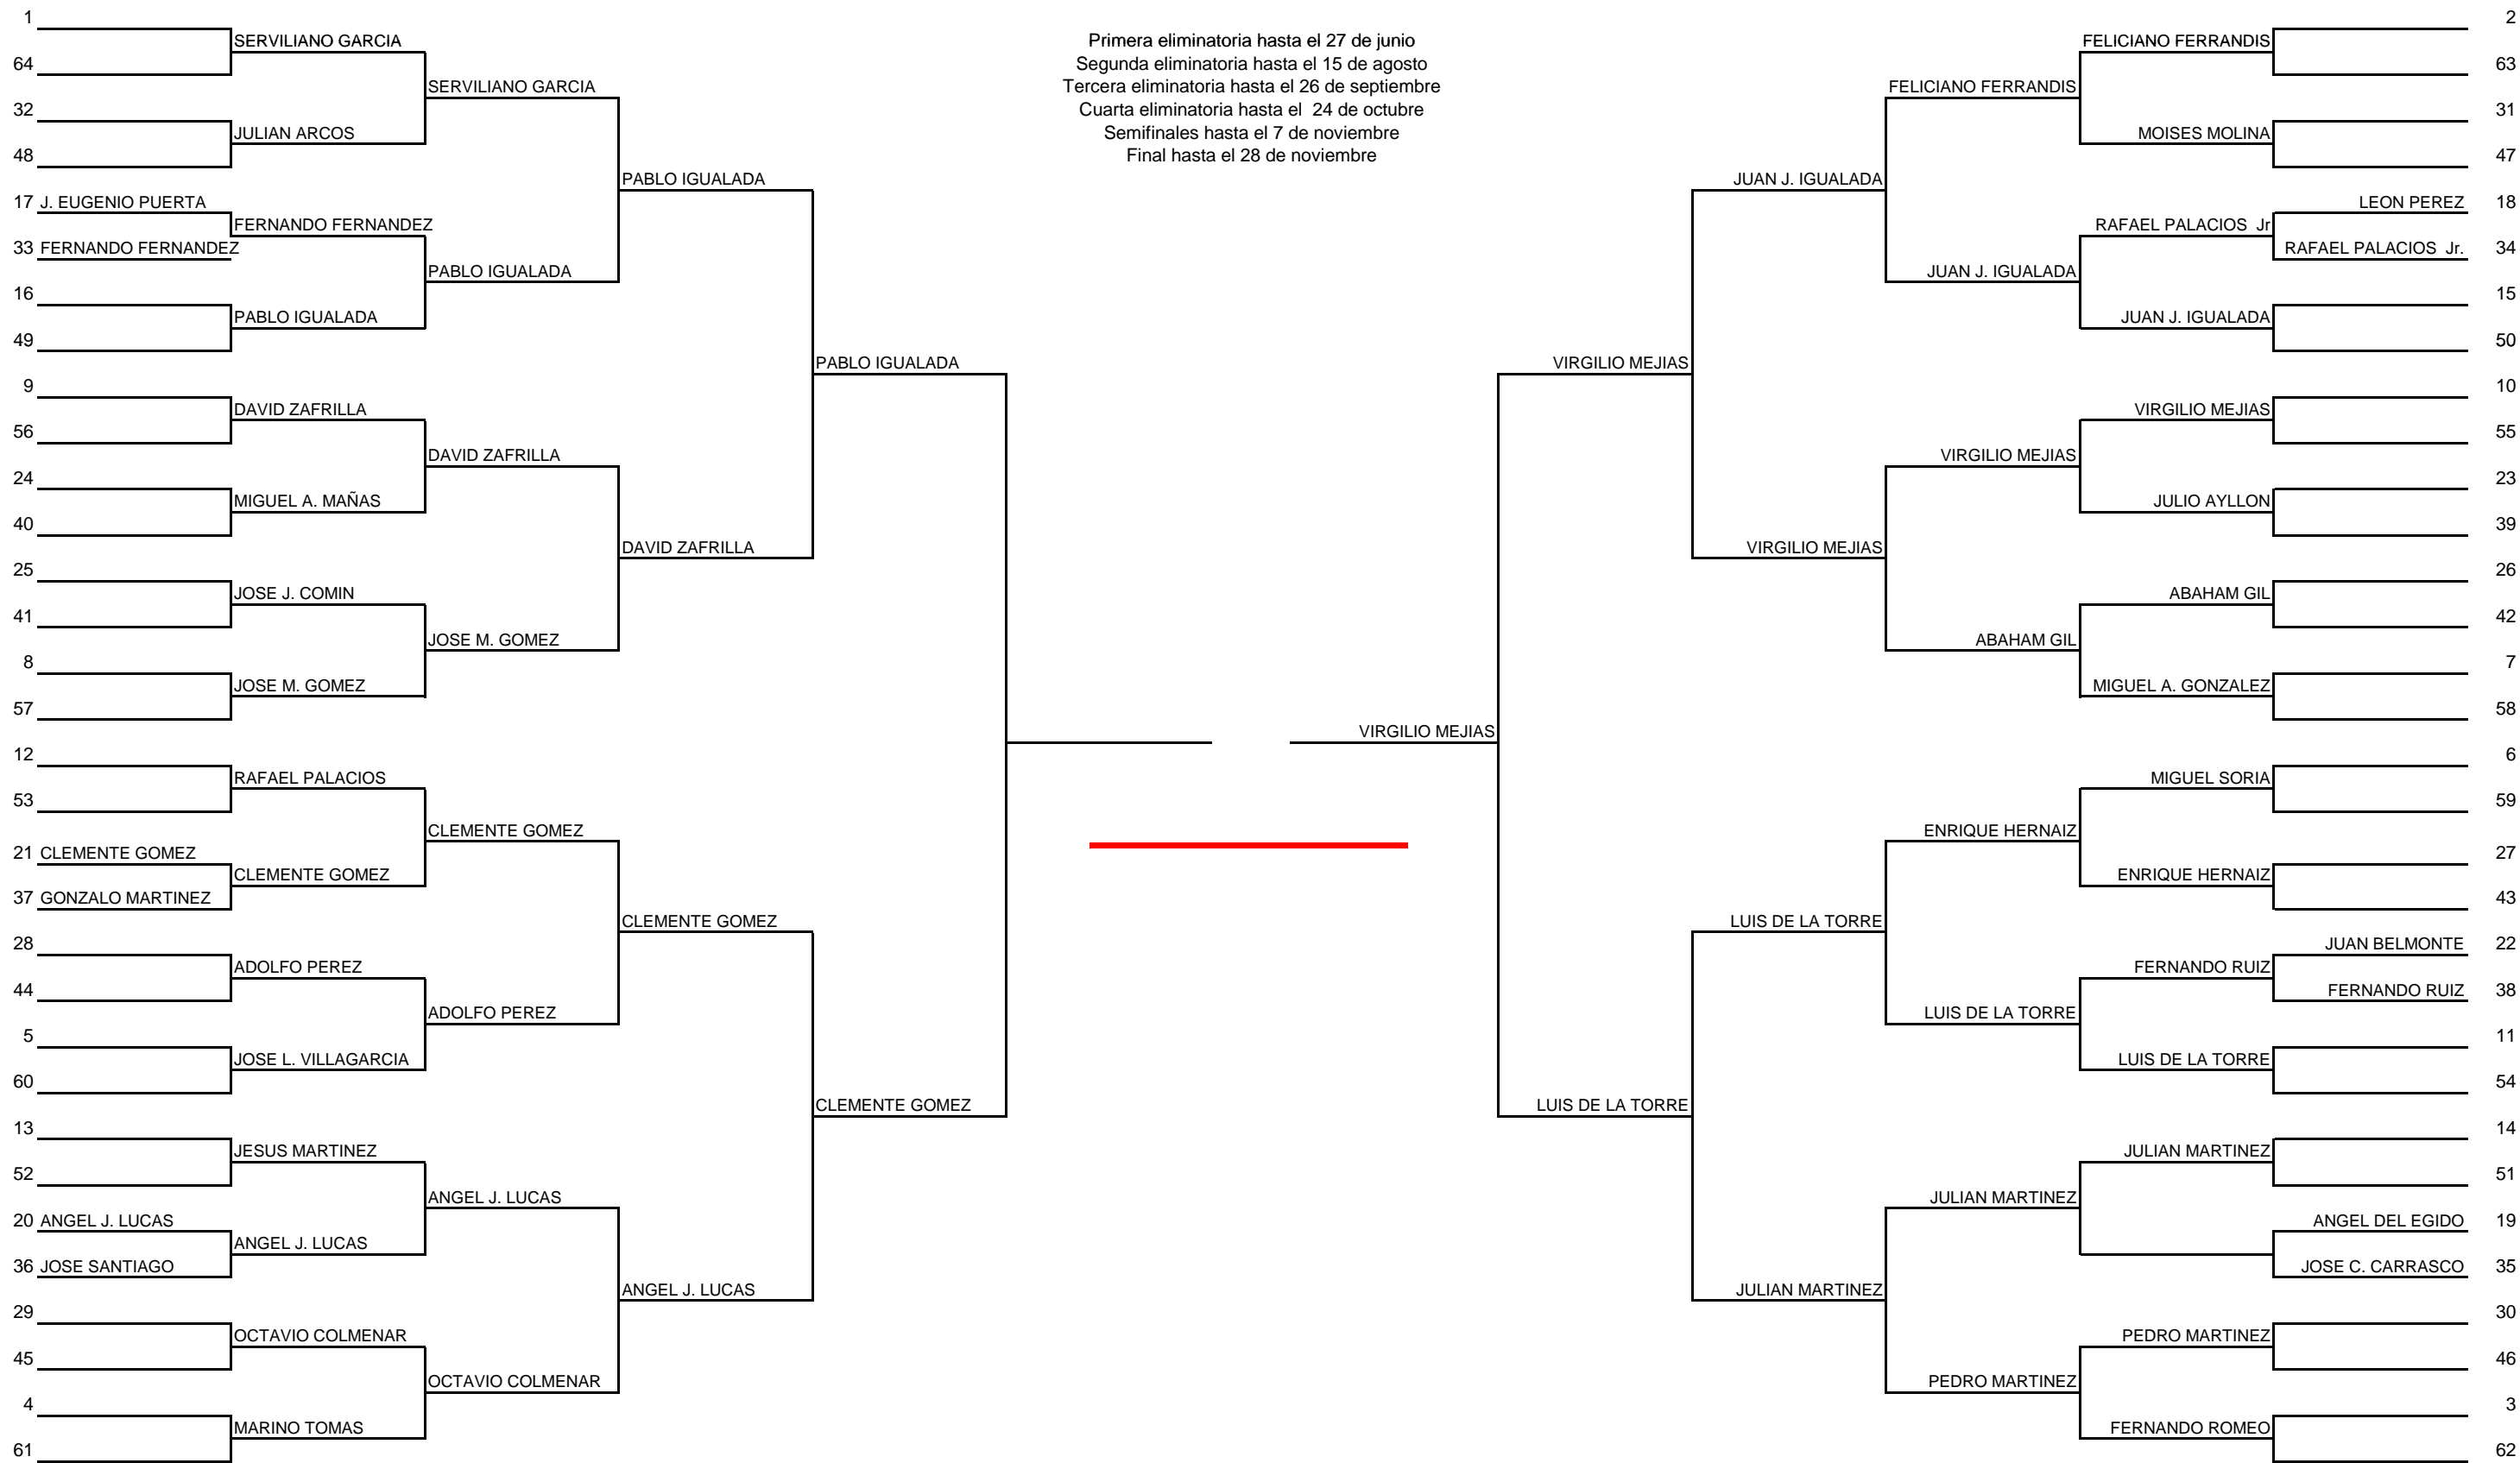 Primera eliminatoria hasta el 27 de junio
Segunda eliminatoria hasta el 15 de agosto
Tercera eliminatoria hasta el 26 de septiembre
Cuarta eliminatoria hasta el 24 de octubre
Semifinales hasta el 7 de noviembre
Final hasta el 28 de noviembre
1
SERVILIANO GARCIA
64
SERVILIANO GARCIA
32
JULIAN ARCOS
48
PABLO IGUALADA
17 J. EUGENIO PUERTA
FERNANDO FERNANDEZ
33 FERNANDO FERNANDEZ
PABLO IGUALADA
16
PABLO IGUALADA
49
PABLO IGUALADA
9
DAVID ZAFRILLA
56
DAVID ZAFRILLA
24
MIGUEL A. MAÑAS
40
DAVID ZAFRILLA
25
JOSE J. COMIN
41
JOSE M. GOMEZ
8
JOSE M. GOMEZ
57
12
RAFAEL PALACIOS
53
CLEMENTE GOMEZ
21 CLEMENTE GOMEZ
CLEMENTE GOMEZ
37 GONZALO MARTINEZ
CLEMENTE GOMEZ
28
ADOLFO PEREZ
44
ADOLFO PEREZ
5
JOSE L. VILLAGARCIA
60
CLEMENTE GOMEZ
13
JESUS MARTINEZ
52
ANGEL J. LUCAS
20 ANGEL J. LUCAS
ANGEL J. LUCAS
36 JOSE SANTIAGO
ANGEL J. LUCAS
29
OCTAVIO COLMENAR
45
OCTAVIO COLMENAR
4
MARINO TOMAS
61
2
FELICIANO FERRANDIS
63
FELICIANO FERRANDIS
31
MOISES MOLINA
47
JUAN J. IGUALADA
LEON PEREZ 18
RAFAEL PALACIOS Jr
RAFAEL PALACIOS Jr. 34
JUAN J. IGUALADA
15
JUAN J. IGUALADA
50
VIRGILIO MEJIAS
10
VIRGILIO MEJIAS
55
VIRGILIO MEJIAS
23
JULIO AYLLON
39
VIRGILIO MEJIAS
26
ABAHAM GIL
42
ABAHAM GIL
7
MIGUEL A. GONZALEZ
58
VIRGILIO MEJIAS
6
MIGUEL SORIA
59
ENRIQUE HERNAIZ
27
ENRIQUE HERNAIZ
43
LUIS DE LA TORRE
JUAN BELMONTE 22
FERNANDO RUIZ
FERNANDO RUIZ 38
LUIS DE LA TORRE
11
LUIS DE LA TORRE
54
LUIS DE LA TORRE
14
JULIAN MARTINEZ
51
JULIAN MARTINEZ
ANGEL DEL EGIDO 19
JOSE C. CARRASCO 35
JULIAN MARTINEZ
30
PEDRO MARTINEZ
46
PEDRO MARTINEZ
3
FERNANDO ROMEO
62